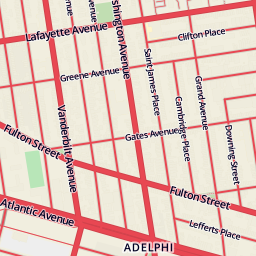 Lafayette Avenue
Washington Avenue
Clifton Place
Saint James Place
Greene Avenue
Grand Avenue
Cambridge Place
Vanderbilt Avenue
Fulton Street
Gates Avenue
Downing Street
Fulton Street
Atlantic Avenue
Lefferts Place
ADELPHI